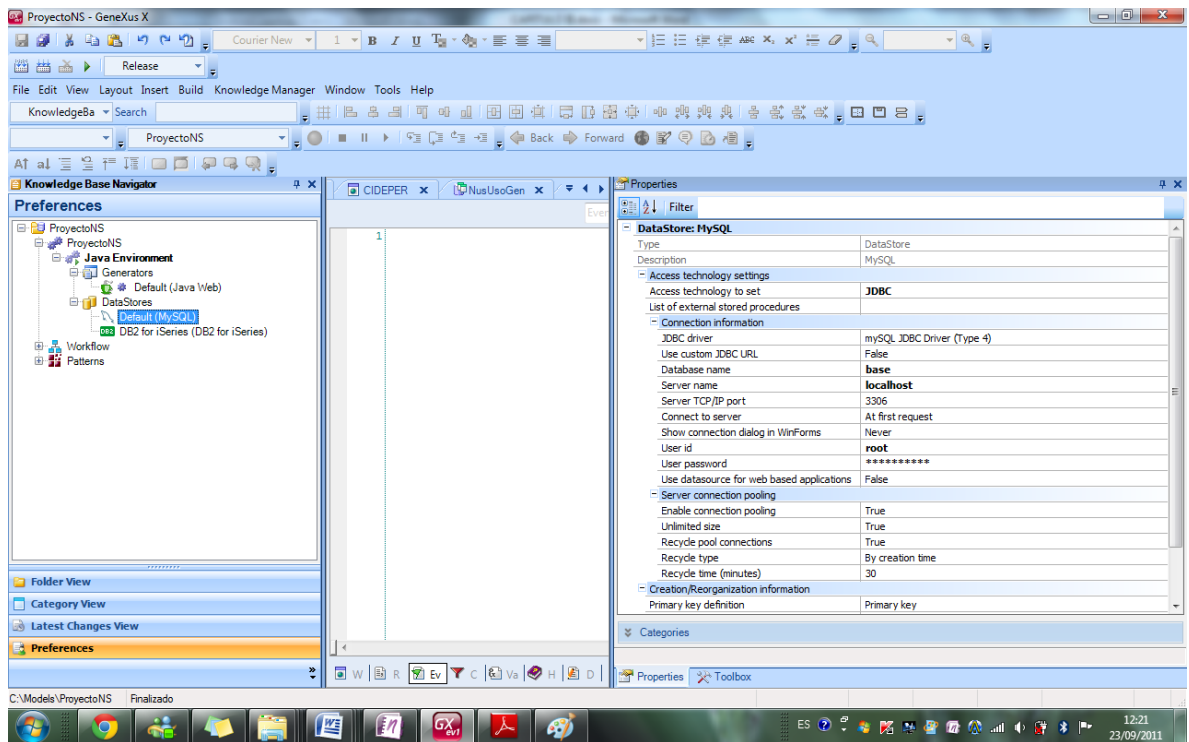 ProyectoNS - GeneXus X
Courier New 1 B I U ABC X₂ X²
Release
File Edit View Layout Insert Build Knowledge Manager Window Tools Help
KnowledgeBa Search
ProyectoNS Back Forward
Knowledge Base Navigator
Preferences
ProyectoNS
ProyectoNS
Java Environment
Generators
Default (Java Web)
DataStores
Default (MySQL)
DB2 DB2 for iSeries (DB2 for iSeries)
Workflow
Patterns
Folder View
Category View
Latest Changes View
Preferences
CIDEPER NusUsoGen
Even
1
W R Ev C Va H D
Properties
Filter
DataStore: MySQL
Type DataStore
Description MySQL
Access technology settings
Access technology to set JDBC
List of external stored procedures
Connection information
JDBC driver mySQL JDBC Driver (Type 4)
Use custom JDBC URL False
Database name base
Server name localhost
Server TCP/IP port 3306
Connect to server At first request
Show connection dialog in WinForms Never
User id root
User password **********
Use datasource for web based applications False
Server connection pooling
Enable connection pooling True
Unlimited size True
Recycle pool connections True
Recycle type By creation time
Recycle time (minutes) 30
Creation/Reorganization information
Primary key definition Primary key
Categories
Properties Toolbox
C:\Models\ProyectoNS Finalizado
GX ev1
ES
12:21
23/09/2011